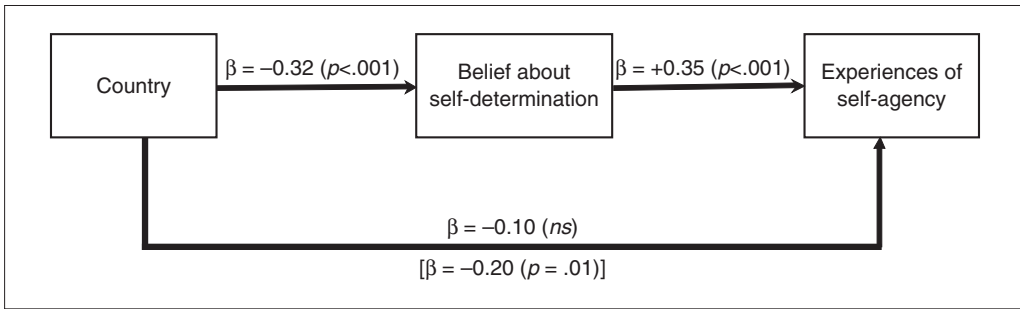 Country
β = –0.32 (p<.001)
Belief about
self-determination
β = +0.35 (p<.001)
Experiences of
self-agency
β = –0.10 (ns)
[β = –0.20 (p = .01)]